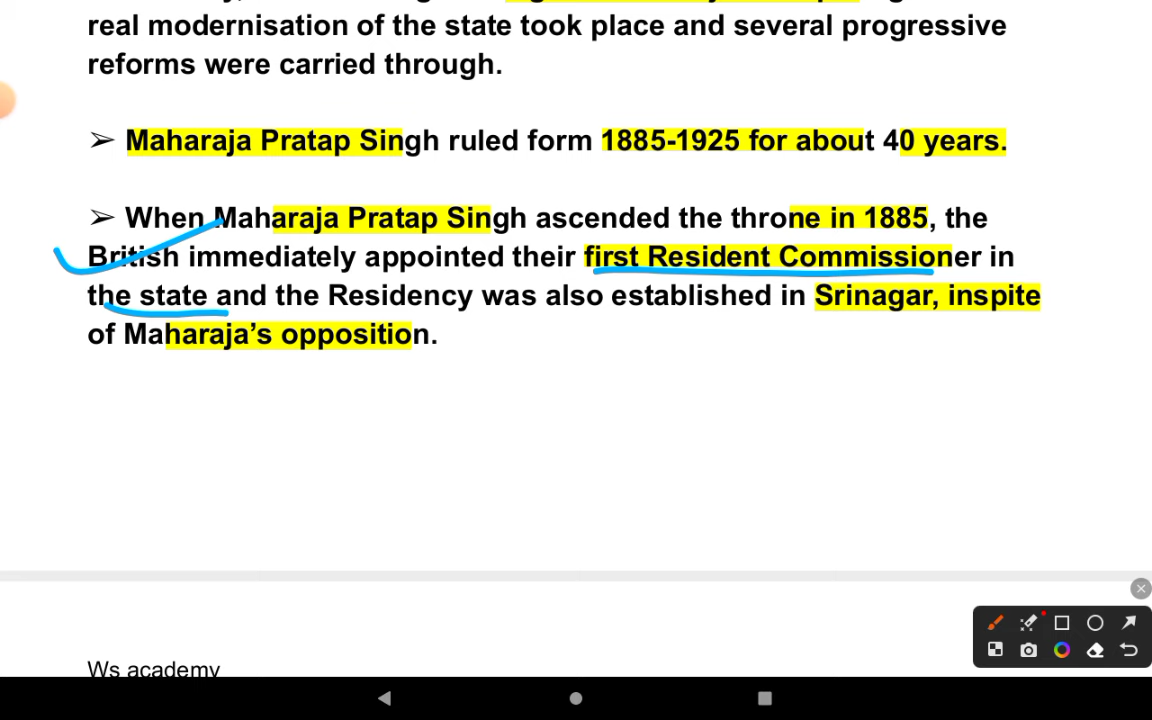 real modernisation of the state took place and several progressive
reforms were carried through.
➢ Maharaja Pratap Singh ruled form 1885-1925 for about 40 years.
➢ When Maharaja Pratap Singh ascended the throne in 1885, the
British immediately appointed their first Resident Commissioner in
the state and the Residency was also established in Srinagar, inspite
of Maharaja’s opposition.
Ws academy